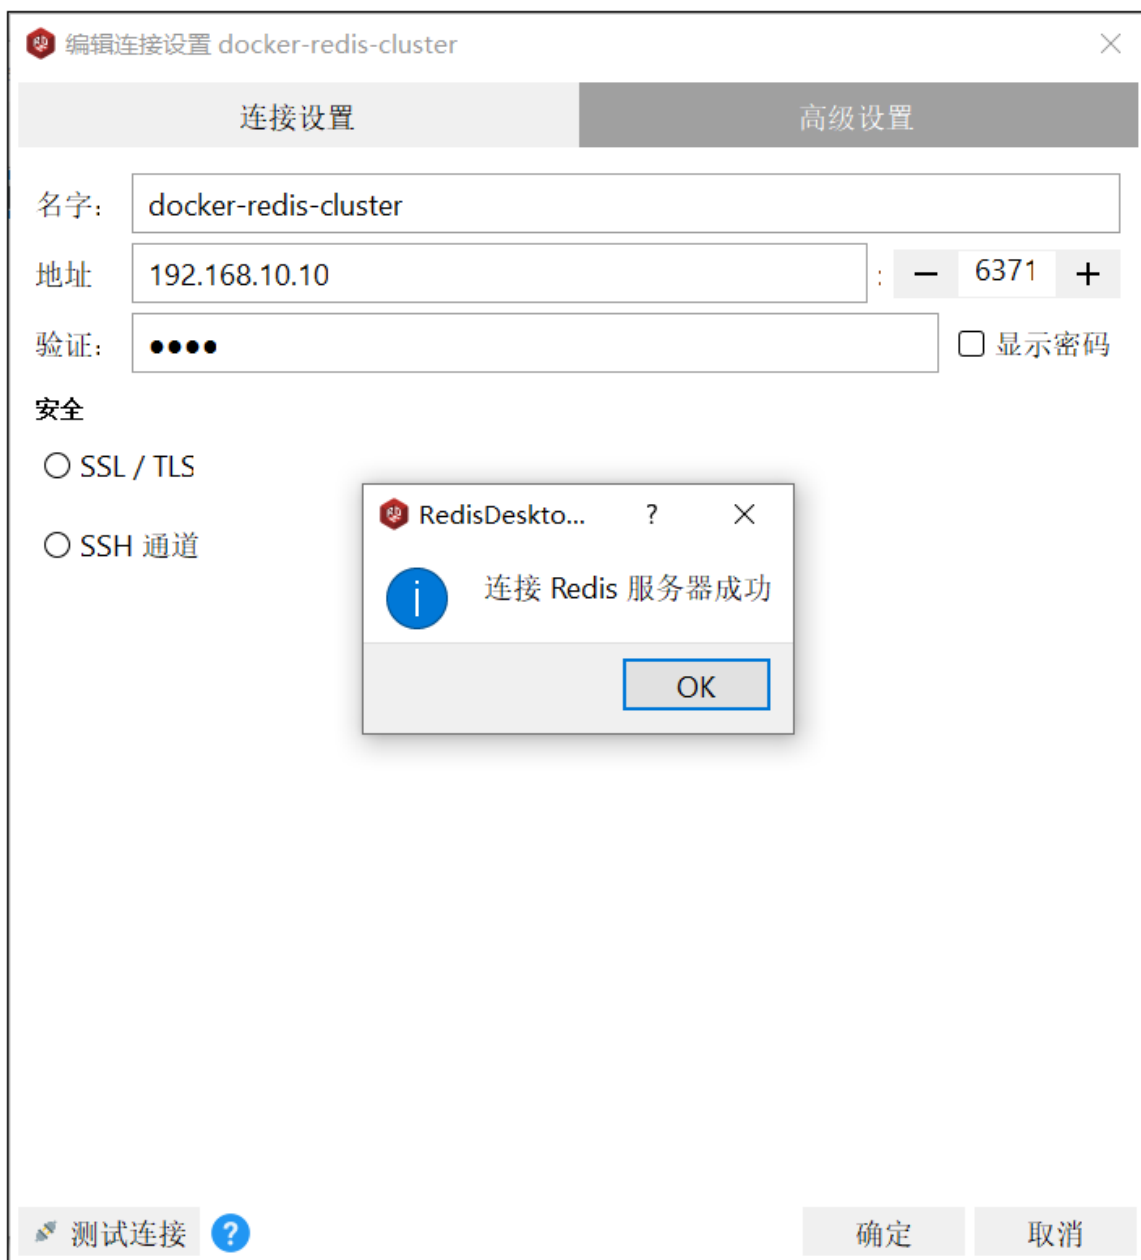 编辑连接设置 docker-redis-cluster
连接设置 高级设置
名字: docker-redis-cluster
地址 192.168.10.10 : − 6371 +
验证: ●●●● 显示密码
安全
SSL / TLS
SSH 通道
RedisDeskto... ?
连接 Redis 服务器成功
OK
测试连接 ? 确定 取消